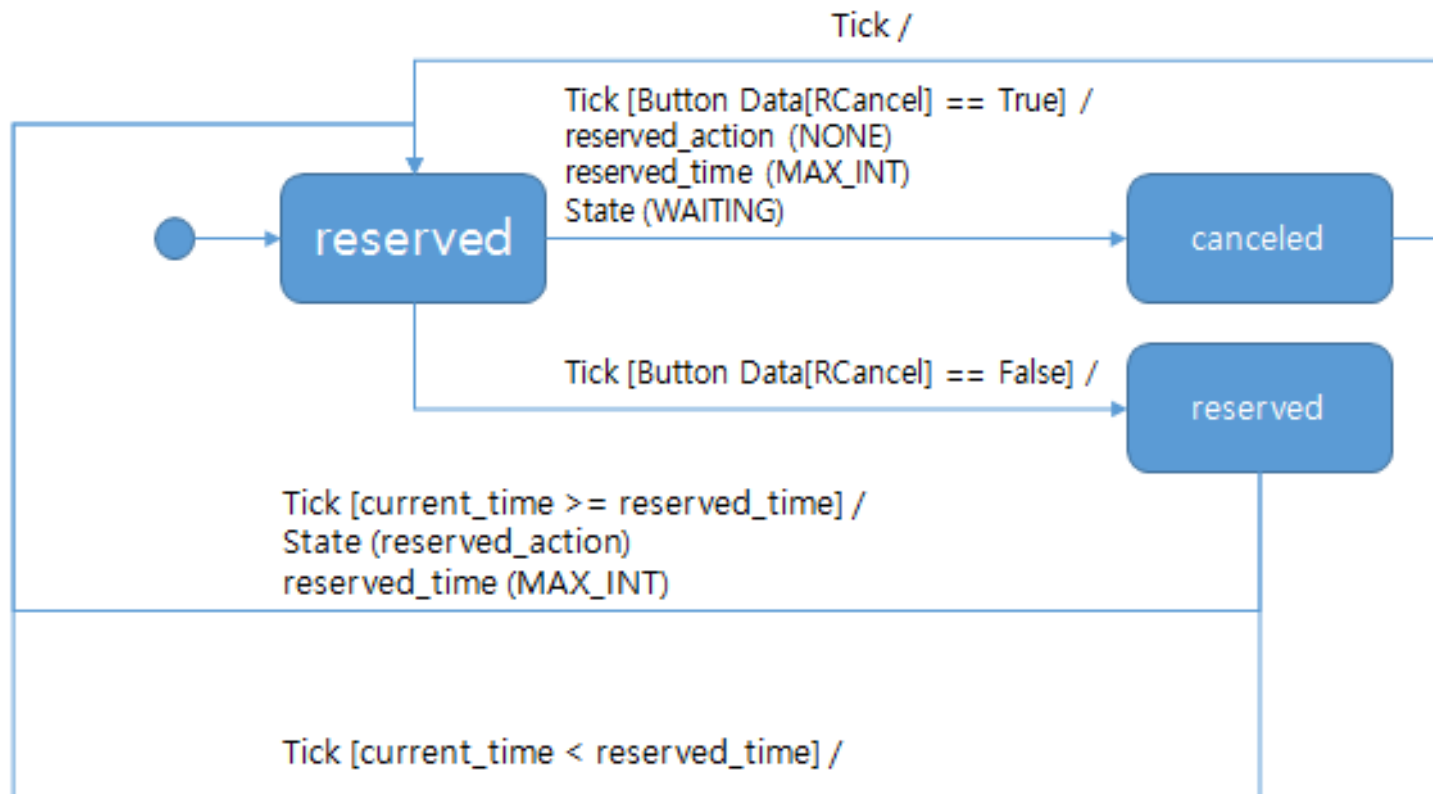 Tick /
Tick [Button Data[RCancel] == True] /
reserved_action (NONE)
reserved_time (MAX_INT)
State (WAITING)
reserved
canceled
Tick [Button Data[RCancel] == False] /
reserved
Tick [current_time >= reserved_time] /
State (reserved_action)
reserved_time (MAX_INT)
Tick [current_time < reserved_time] /